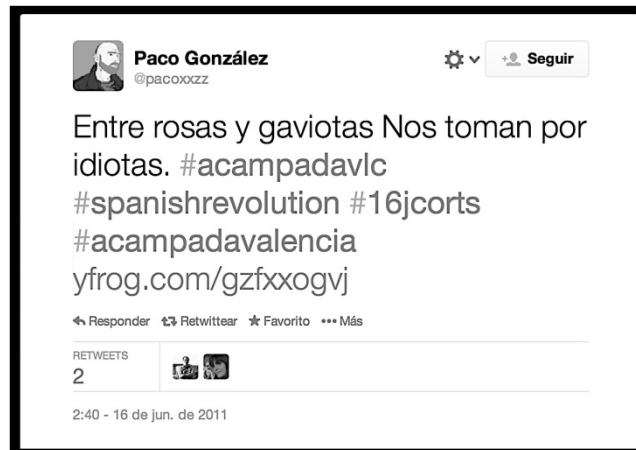 Paco González
@pacoxxzz
Seguir
Entre rosas y gaviotas Nos toman por
idiotas. #acampadavlc
#spanishrevolution #16jcorts
#acampadavalencia
yfrog.com/gzfxxogvj
Responder Retwittear Favorito Más
RETWEETS
2
2:40 - 16 de jun. de 2011